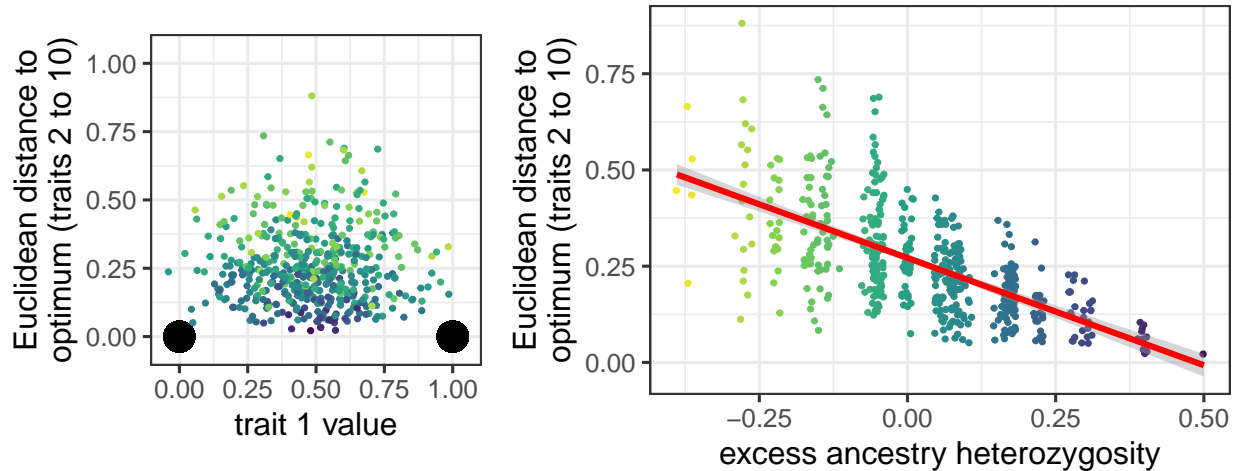 Euclidean distance to
optimum (traits 2 to 10)
1.00
0.75
0.50
0.25
0.00
0.00 0.25 0.50 0.75 1.00
trait 1 value
Euclidean distance to
optimum (traits 2 to 10)
0.75
0.50
0.25
0.00
−0.25 0.00 0.25 0.50
excess ancestry heterozygosity